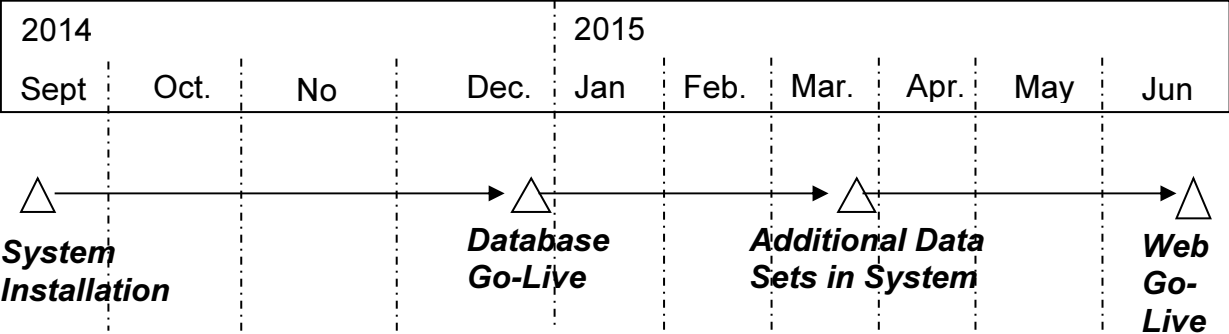 2014 2015
Sept Oct. No Dec. Jan Feb. Mar. Apr. May Jun
System
Installation
Database
Go-Live
Additional Data
Sets in System
Web
Go-
Live